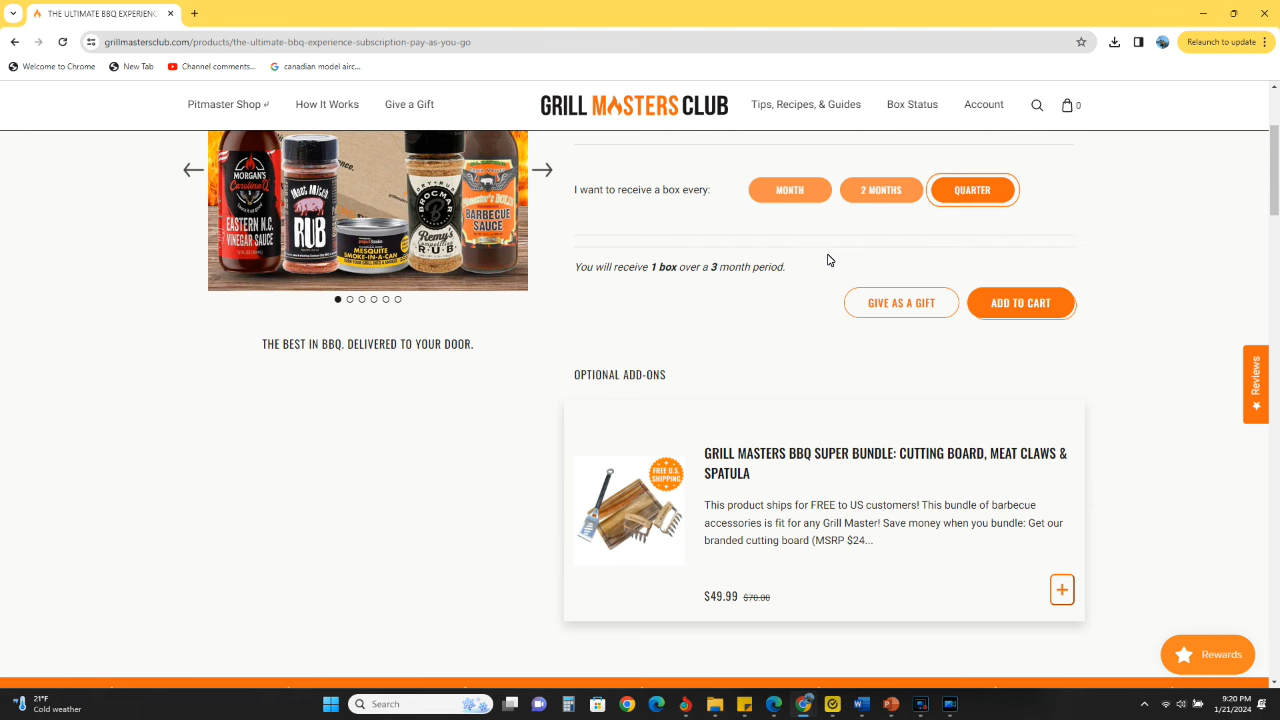 THE ULTIMATE BBQ EXPERIENC
grillmastersclub.com/products/the-ultimate-bbq-experience-subscription-pay-as-you-go
Relaunch to update
Welcome to Chrome
New Tab
Channel comments...
canadian model airc...
Pitmaster Shop
How It Works
Give a Gift
GRILL MASTERS CLUB
Tips, Recipes, & Guides
Box Status
Account
0
MORGAN'S
Carolina
EASTERN N.C.
VINEGAR SAUCE
Meat Mitch
RUB
MESQUITE
SMOKE-IN-A-CAN
BROCMAR
Remy's
RUB
BOLD
BARBECUE
SAUCE
I want to receive a box every:
MONTH
2 MONTHS
QUARTER
You will receive 1 box over a 3 month period.
GIVE AS A GIFT
ADD TO CART
THE BEST IN BBQ. DELIVERED TO YOUR DOOR.
OPTIONAL ADD-ONS
FREE U.S.
SHIPPING
GRILL MASTERS BBQ SUPER BUNDLE: CUTTING BOARD, MEAT CLAWS &
SPATULA
This product ships for FREE to US customers! This bundle of barbecue
accessories is fit for any Grill Master! Save money when you bundle: Get our
branded cutting board (MSRP $24...
$49.99 $70.00
+
Reviews
Rewards
21°F
Cold weather
Search
9:20 PM
1/21/2024